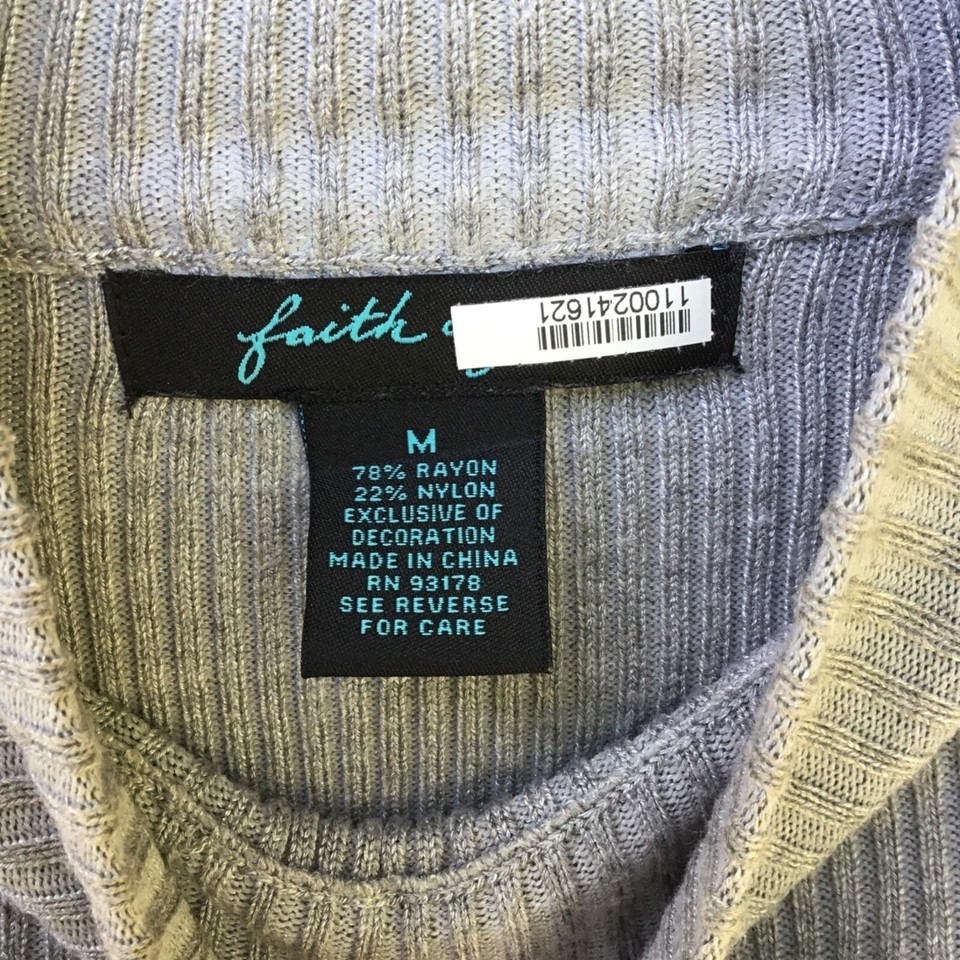 faith
1100241621
M
78% RAYON
22% NYLON
EXCLUSIVE OF
DECORATION
MADE IN CHINA
RN 93178
SEE REVERSE
FOR CARE